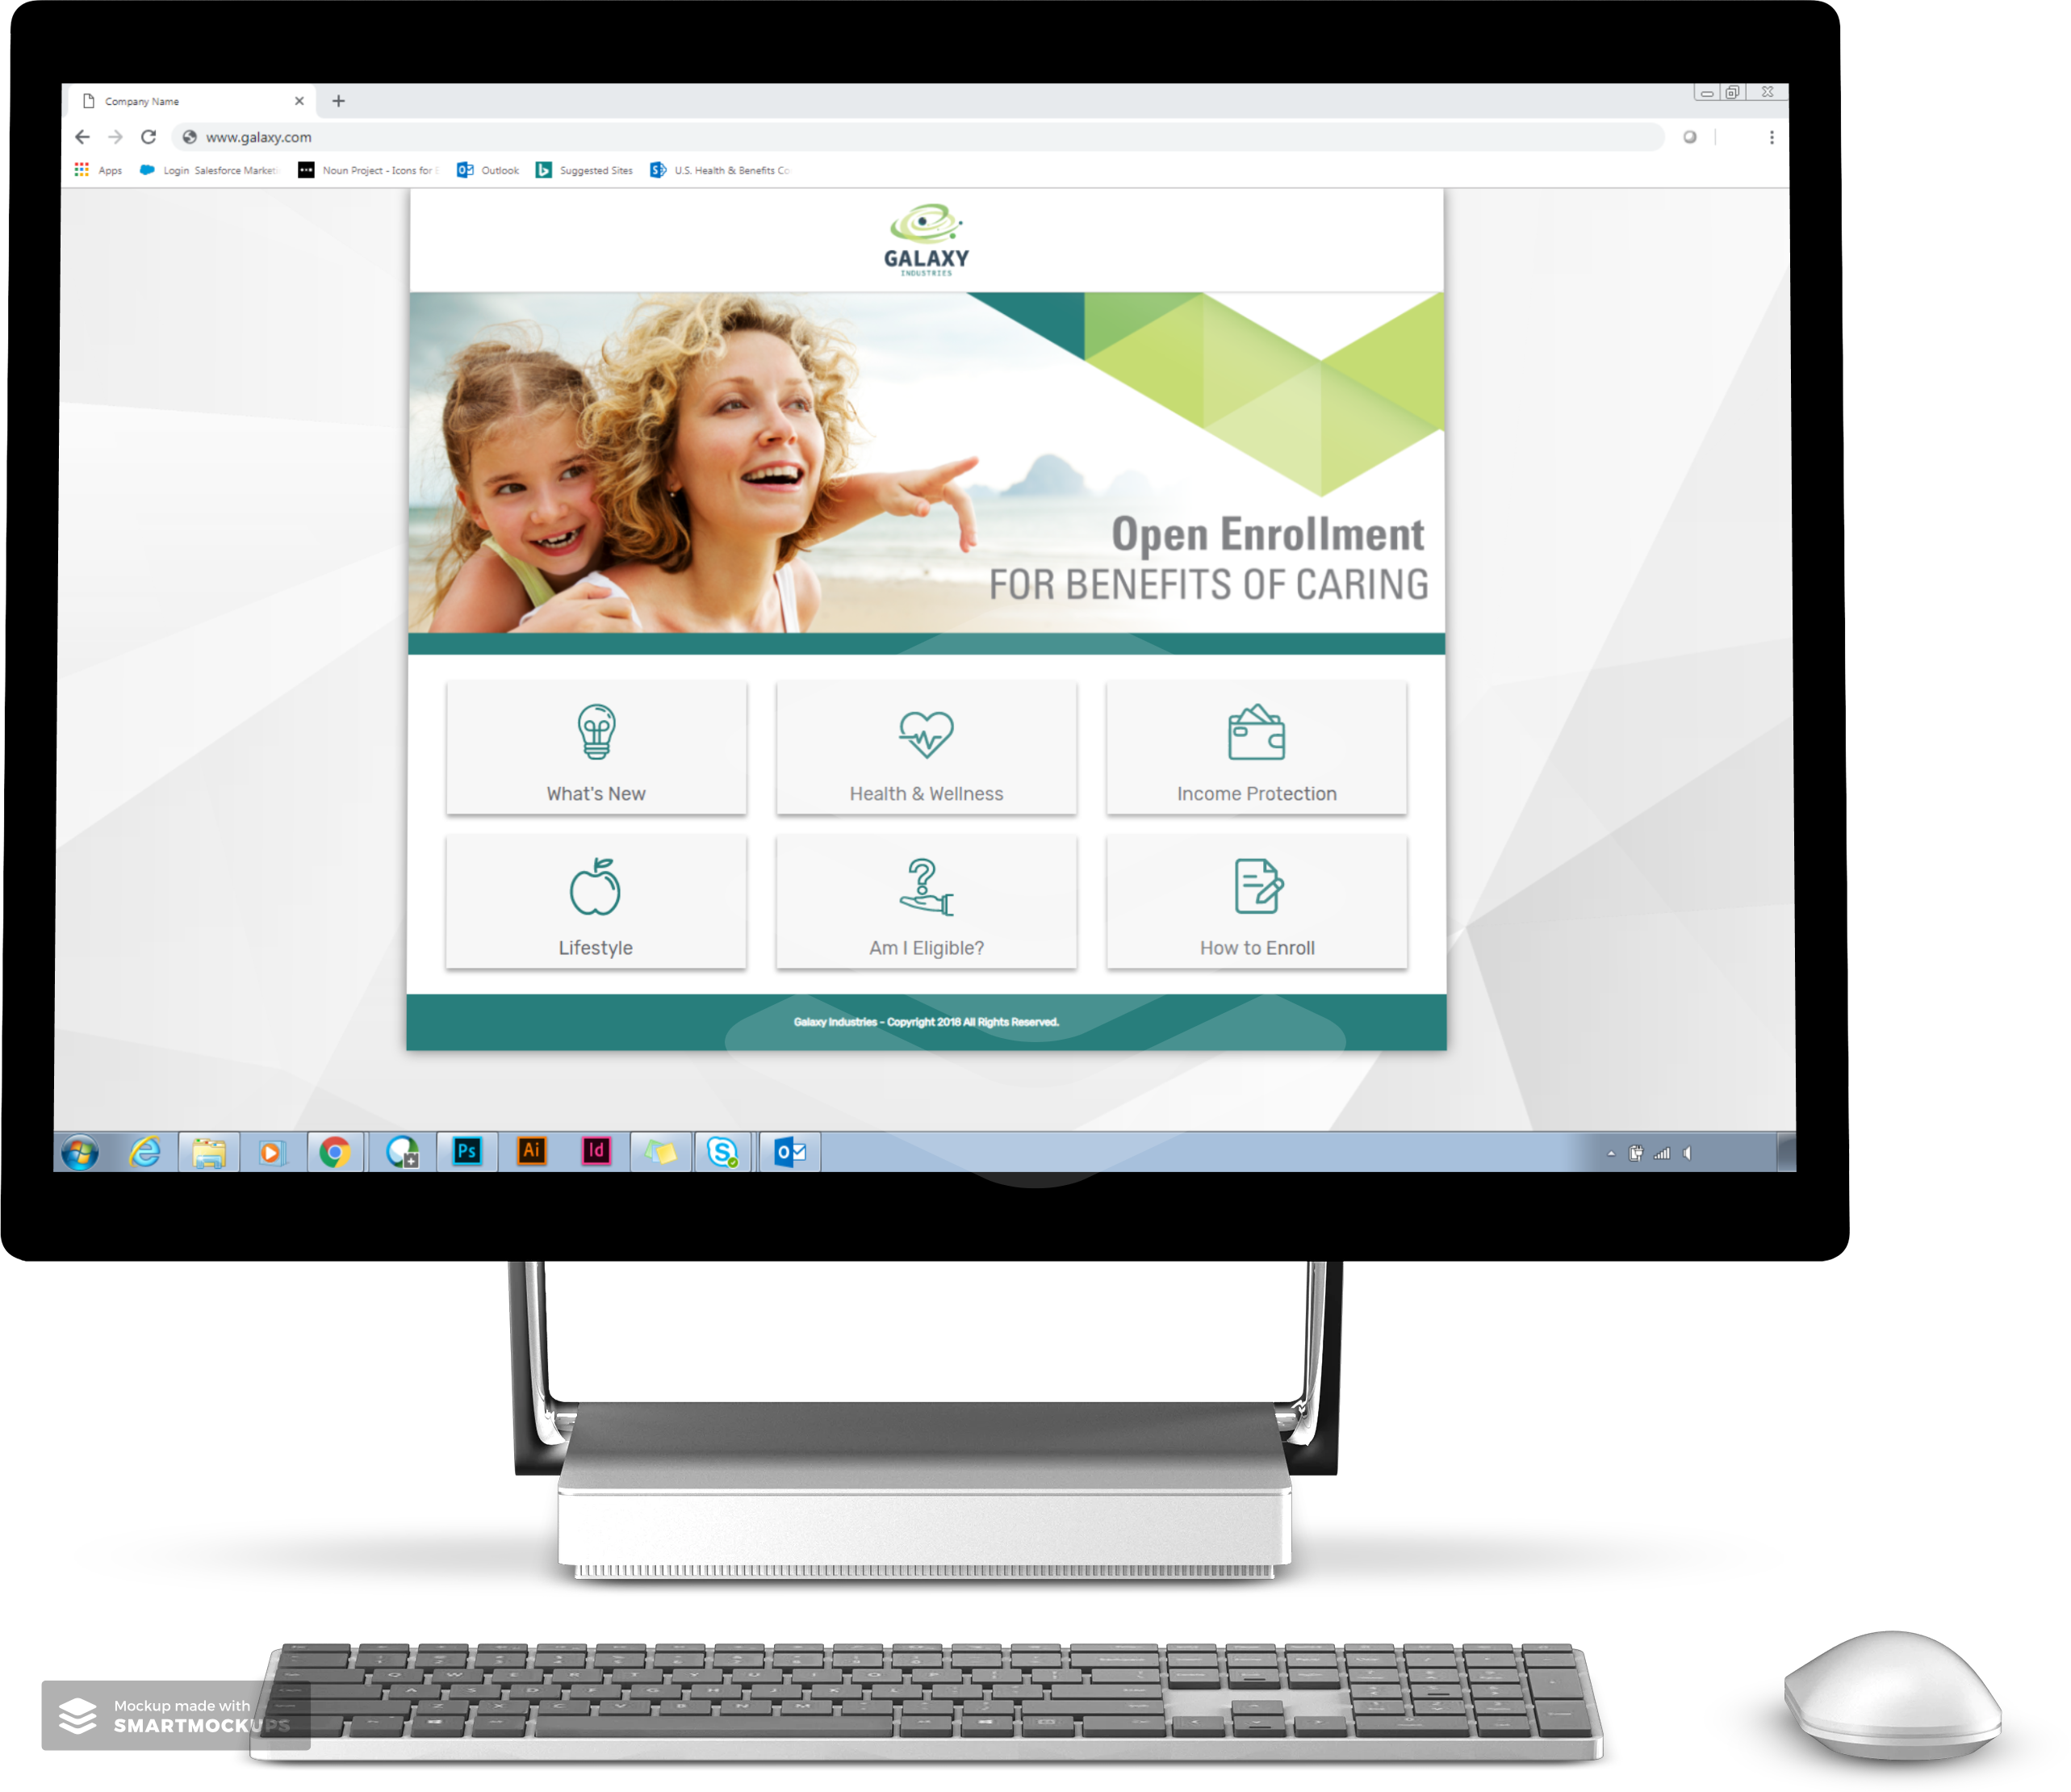 Company Name
www.galaxy.com
Apps
Login Salesforce Marketi
Noun Project - Icons for E
Outlook
Suggested Sites
U.S. Health & Benefits Co
GALAXY
INDUSTRIES
Open Enrollment
FOR BENEFITS OF CARING
What's New
Health & Wellness
Income Protection
Lifestyle
Am I Eligible?
How to Enroll
Galaxy Industries - Copyright 2018 All Rights Reserved.
Ps
Ai
Id
Q W E R T Y U I O P
A S D F G H J K L
Z X C V B N M
Mockup made with
SMARTMOCKUPS